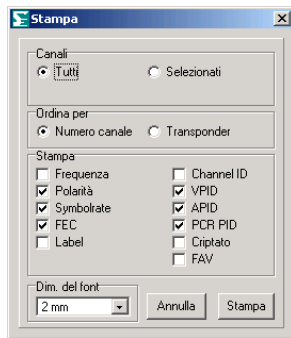 Stampa
Canali
Tutti Selezionati
Ordina per
Numero canale Transponder
Stampa
Frequenza Channel ID
Polarità VPID
Symbolrate APID
FEC PCR PID
Label Criptato
FAV
Dim. del font
2 mm Annulla Stampa